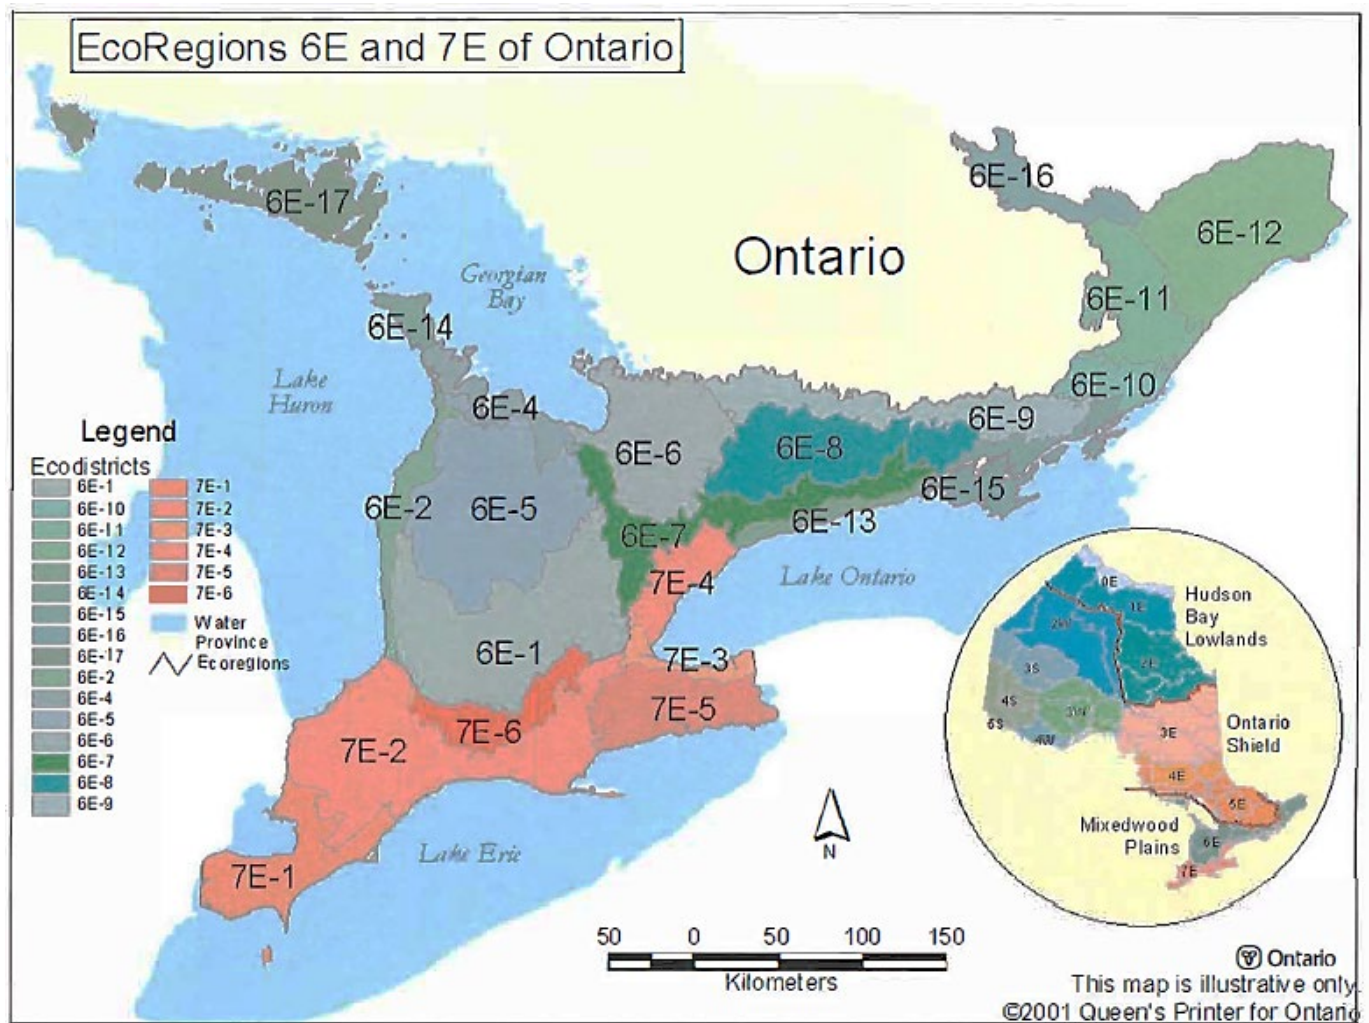 EcoRegions 6E and 7E of Ontario
6E-17
6E-16
6E-12
Ontario
Georgian
Bay
6E-11
6E-14
Lake
Huron
6E-10
6E-4
6E-9
6E-6
6E-8
6E-2
6E-5
6E-15
6E-13
6E-7
7E-4
Lake Ontario
6E-1
7E-3
7E-5
7E-6
7E-2
7E-1
Lake Erie
Legend
Ecodistricts
6E-1
6E-10
6E-11
6E-12
6E-13
6E-14
6E-15
6E-16
6E-17
6E-2
6E-4
6E-5
6E-6
6E-7
6E-8
6E-9
7E-1
7E-2
7E-3
7E-4
7E-5
7E-6
Water
Province
Ecoregions
0E
1E
2W
2E
3S
4S
3W
5S
4W
3E
4E
5E
6E
7E
Hudson
Bay
Lowlands
Ontario
Shield
Mixedwood
Plains
N
50 0 50 100 150
Kilometers
Ontario
This map is illustrative only.
©2001 Queen's Printer for Ontario